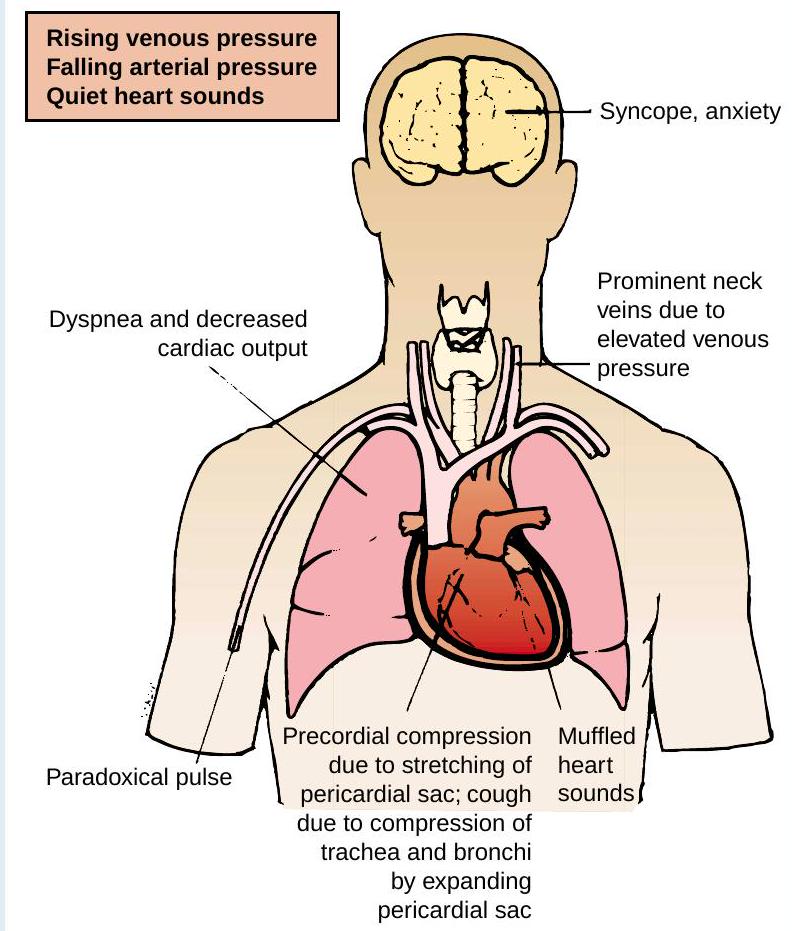 Rising venous pressure
Falling arterial pressure
Quiet heart sounds
Syncope, anxiety
Prominent neck
veins due to
elevated venous
pressure
Dyspnea and decreased
cardiac output
Precordial compression
due to stretching of
pericardial sac; cough
due to compression of
trachea and bronchi
by expanding
pericardial sac
Muffled
heart
sounds
Paradoxical pulse